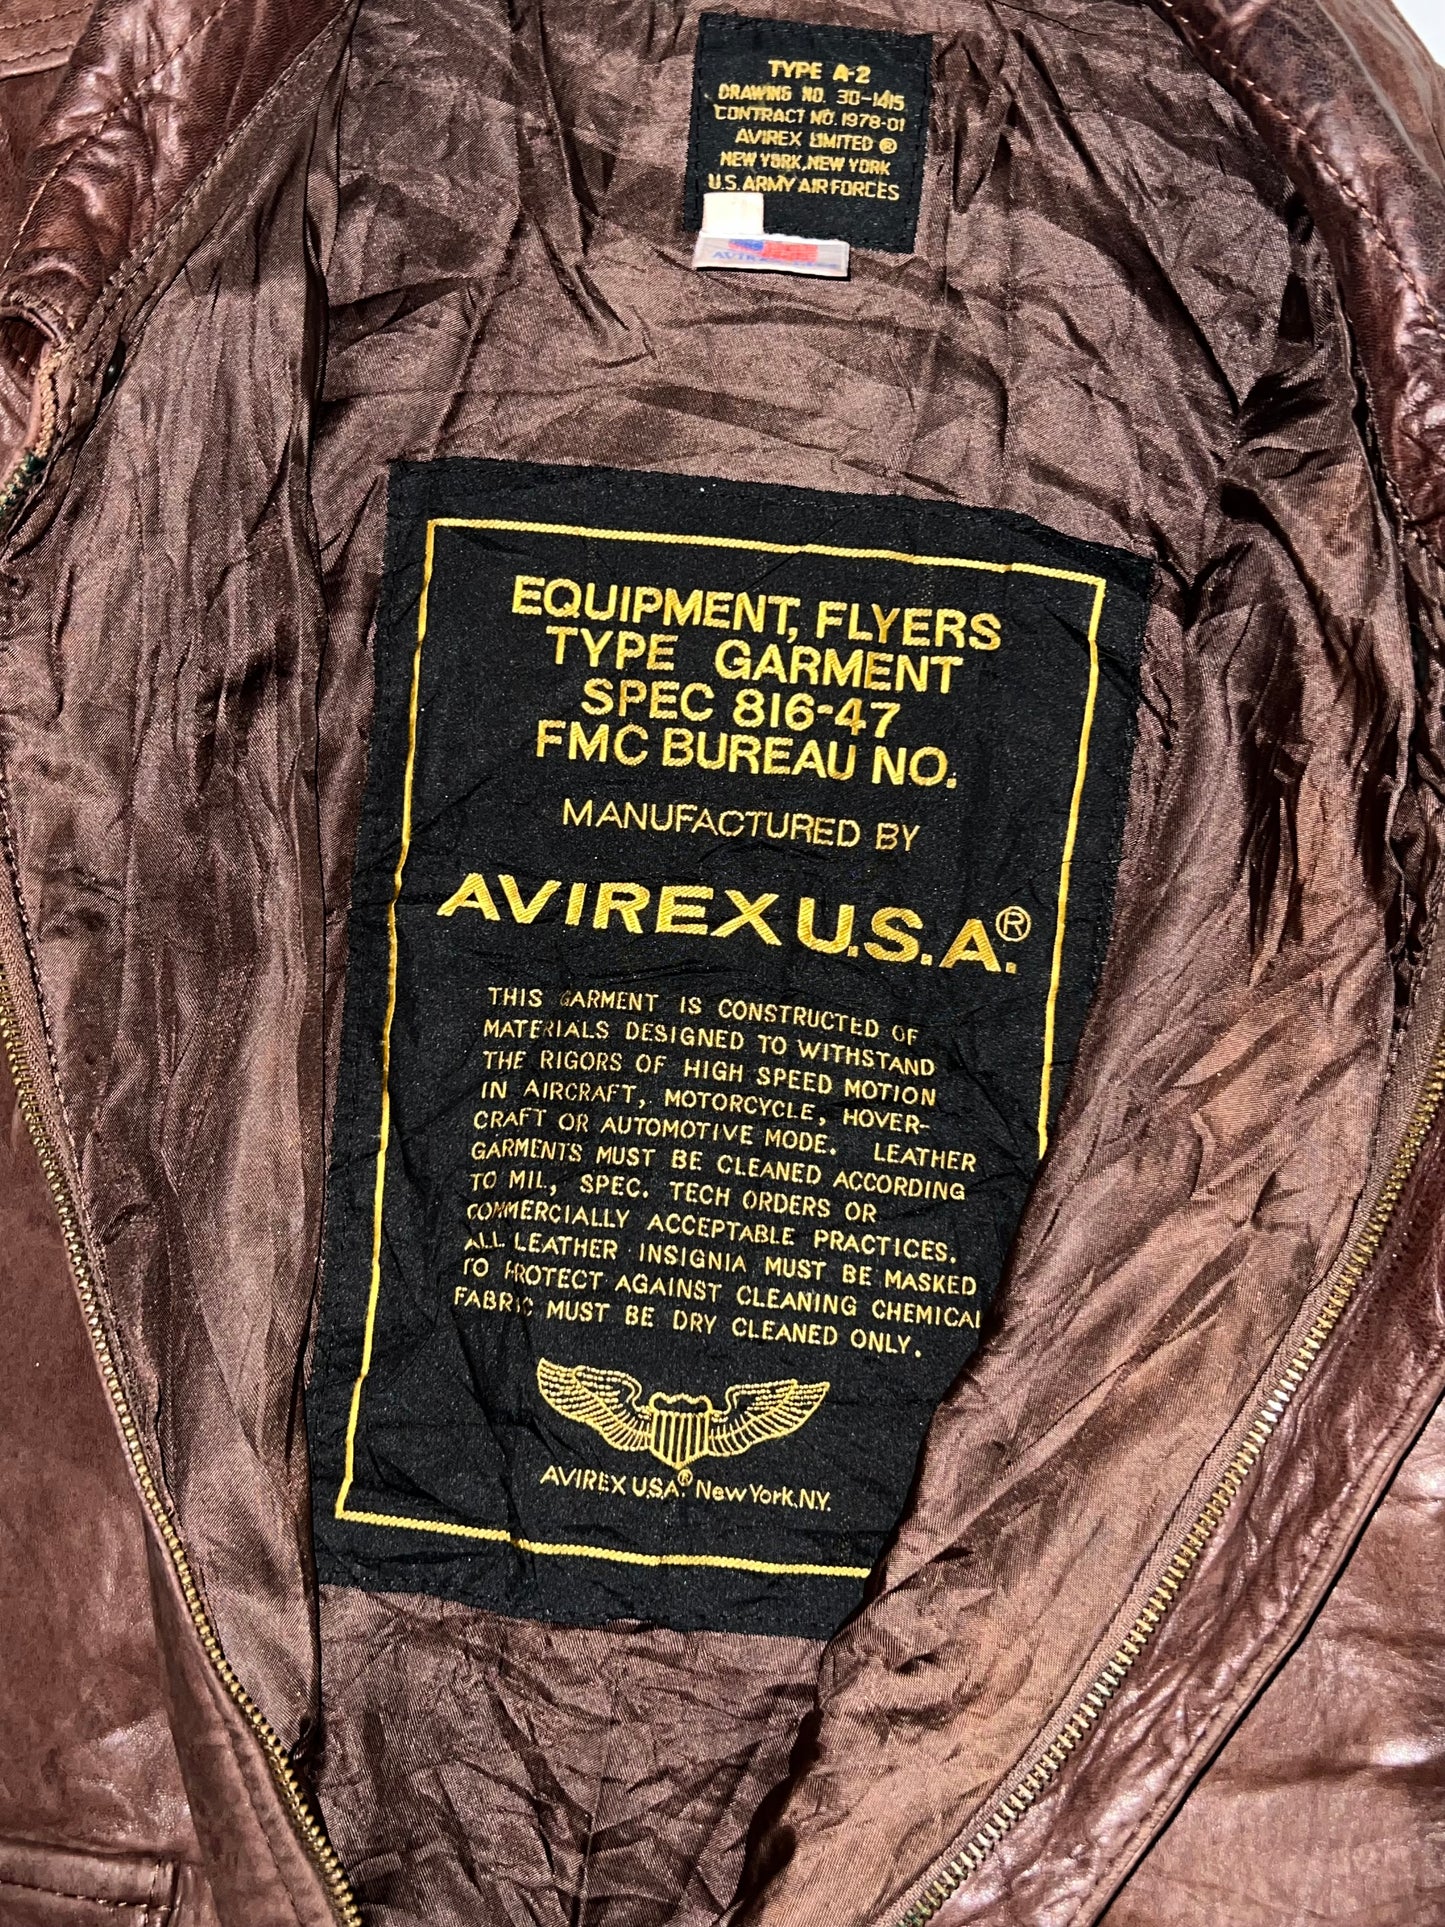 TYPE A-2
DRAWING NO. 30-1415
CONTRACT NO. 1978-01
AVIREX LIMITED ®
NEW YORK, NEW YORK
U.S. ARMY AIR FORCES
EQUIPMENT, FLYERS
TYPE GARMENT
SPEC 816-47
FMC BUREAU NO.
MANUFACTURED BY
AVIREX U.S.A.®
THIS GARMENT IS CONSTRUCTED OF
MATERIALS DESIGNED TO WITHSTAND
THE RIGORS OF HIGH SPEED MOTION
IN AIRCRAFT, MOTORCYCLE, HOVER-
CRAFT OR AUTOMOTIVE MODE. LEATHER
GARMENTS MUST BE CLEANED ACCORDING
TO MIL, SPEC. TECH ORDERS OR
COMMERCIALLY ACCEPTABLE PRACTICES.
ALL LEATHER INSIGNIA MUST BE MASKED
TO PROTECT AGAINST CLEANING CHEMICAL
FABRIC MUST BE DRY CLEANED ONLY.
AVIREX U.S.A.® New York, N.Y.